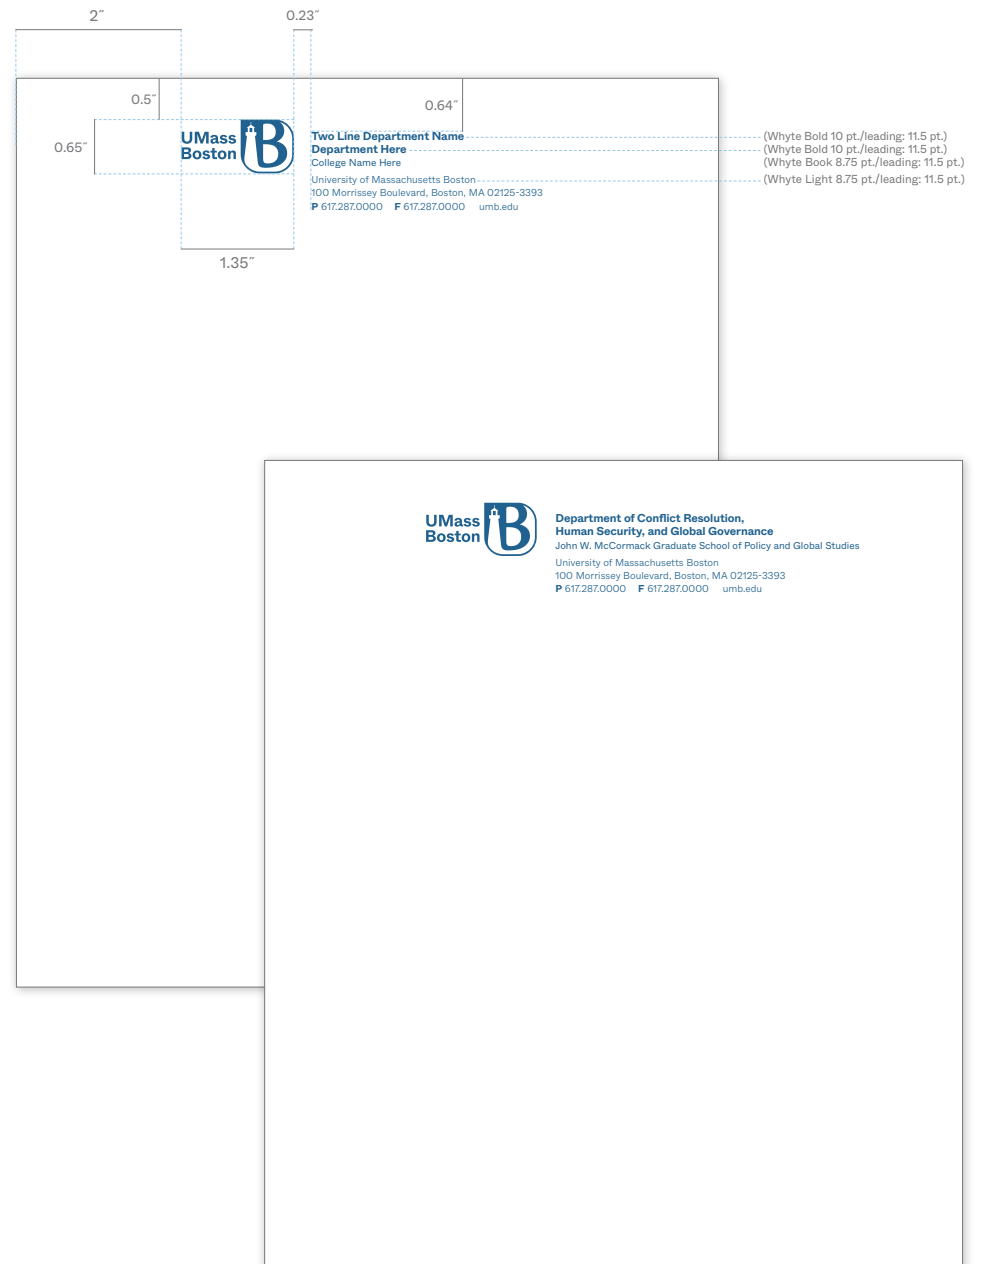 2″
0.23″
0.5″
0.64″
0.65″
UMass
Boston
B
Two Line Department Name
Department Here
College Name Here
University of Massachusetts Boston
100 Morrissey Boulevard, Boston, MA 02125-3393
P 617.287.0000 F 617.287.0000 umb.edu
(Whyte Bold 10 pt./leading: 11.5 pt.)
(Whyte Bold 10 pt./leading: 11.5 pt.)
(Whyte Book 8.75 pt./leading: 11.5 pt.)
(Whyte Light 8.75 pt./leading: 11.5 pt.)
1.35″
UMass
Boston
B
Department of Conflict Resolution,
Human Security, and Global Governance
John W. McCormack Graduate School of Policy and Global Studies
University of Massachusetts Boston
100 Morrissey Boulevard, Boston, MA 02125-3393
P 617.287.0000 F 617.287.0000 umb.edu